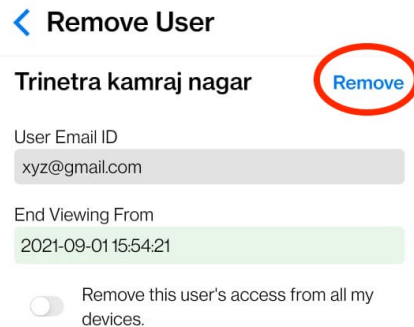 Remove User
Trinetra kamraj nagar Remove
User Email ID
xyz@gmail.com
End Viewing From
2021-09-01 15:54:21
Remove this user's access from all my
devices.